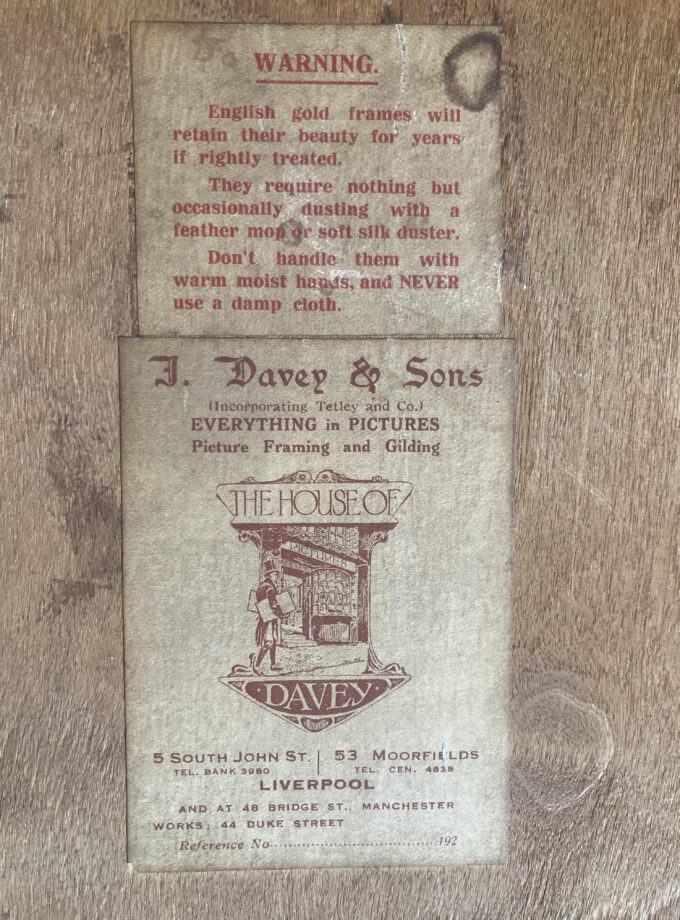 WARNING.
English gold frames will
retain their beauty for years
if rightly treated.
They require nothing but
occasionally dusting with a
feather mop or soft silk duster.
Don't handle them with
warm moist hands, and NEVER
use a damp cloth.
J. Davey & Sons
(Incorporating Tetley and Co.)
EVERYTHING in PICTURES
Picture Framing and Gilding
THE HOUSE OF
PICTURES
DAVEY
5 SOUTH JOHN ST. | 53 MOORFIELDS
TEL. BANK 3980 TEL. CEN. 4838
LIVERPOOL
AND AT 48 BRIDGE ST., MANCHESTER
WORKS; 44 DUKE STREET
Reference No.....................................192